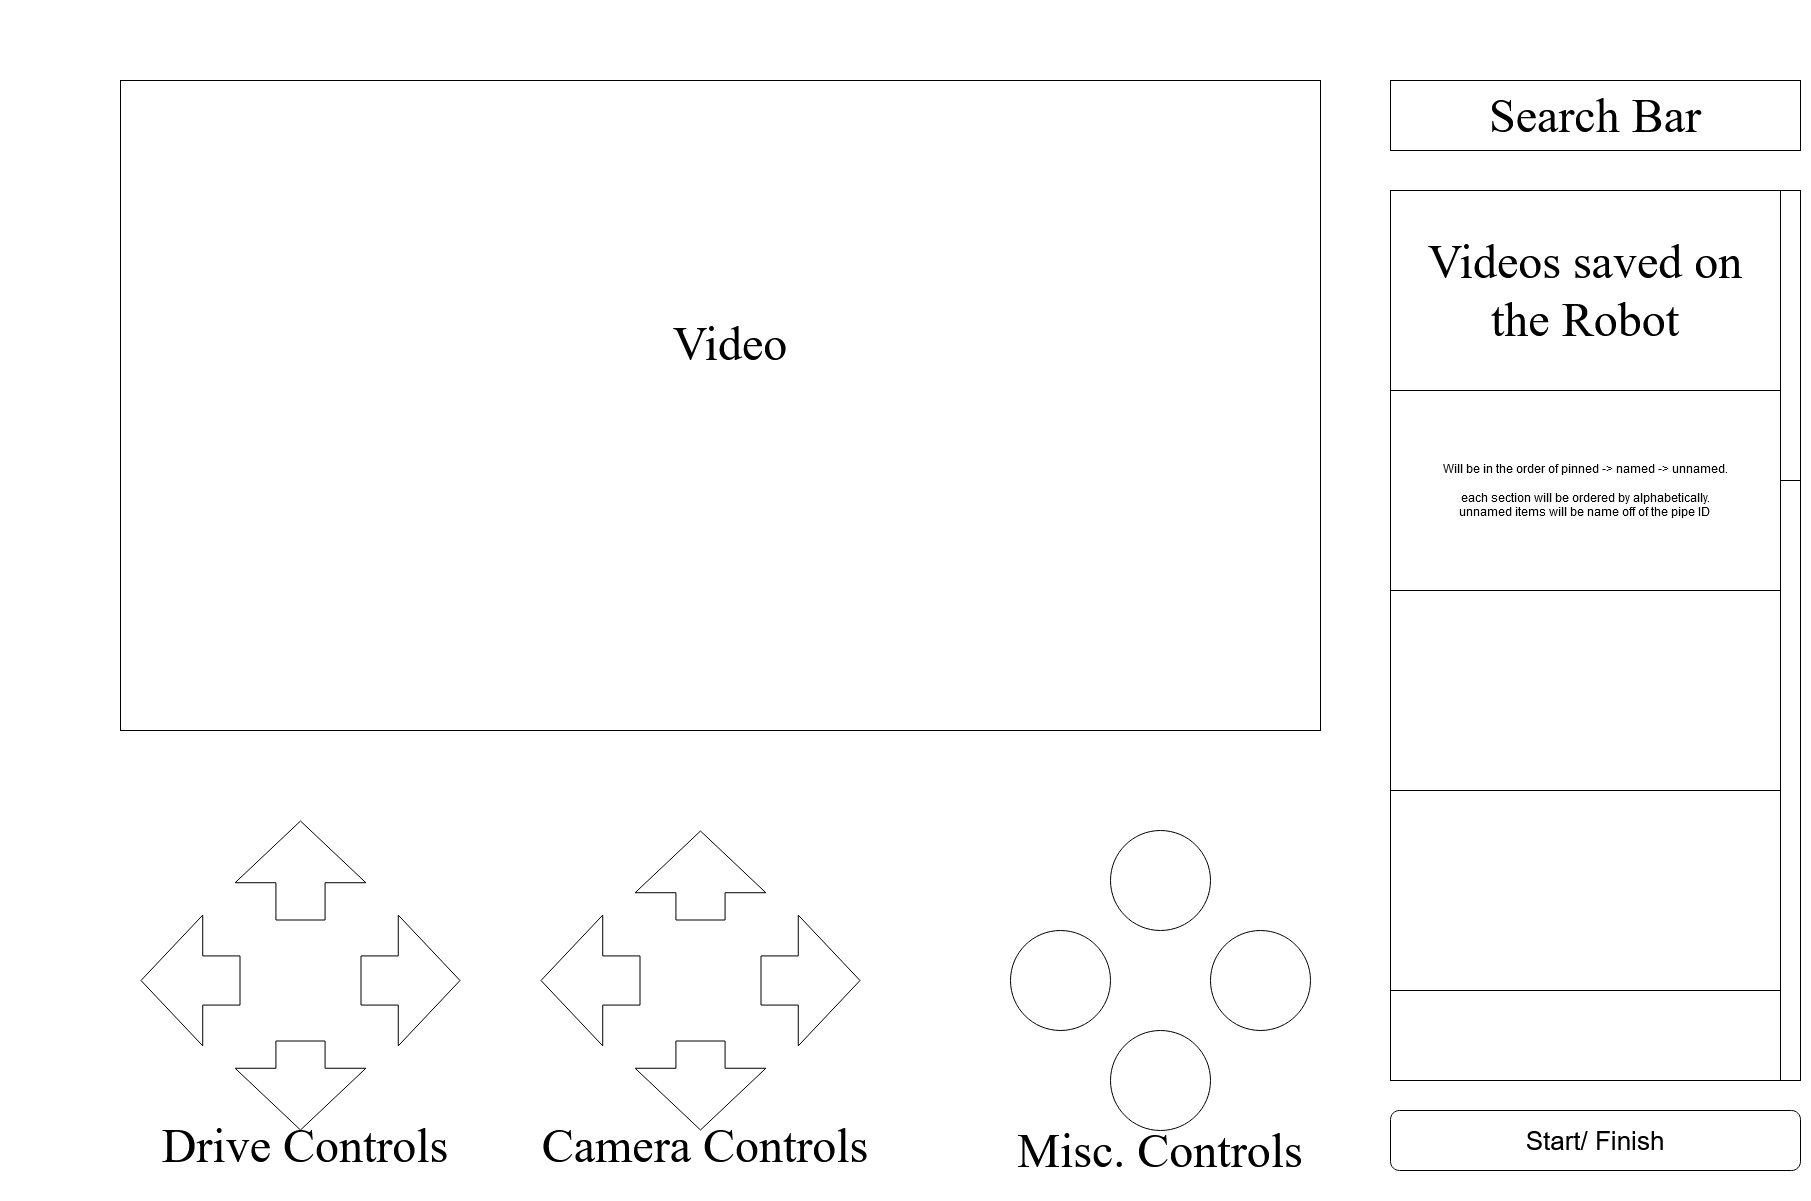 Search Bar
Video
Videos saved on
the Robot
Will be in the order of pinned -> named -> unnamed.
each section will be ordered by alphabetically.
unnamed items will be name off of the pipe ID
Drive Controls
Camera Controls
Misc. Controls
Start/ Finish